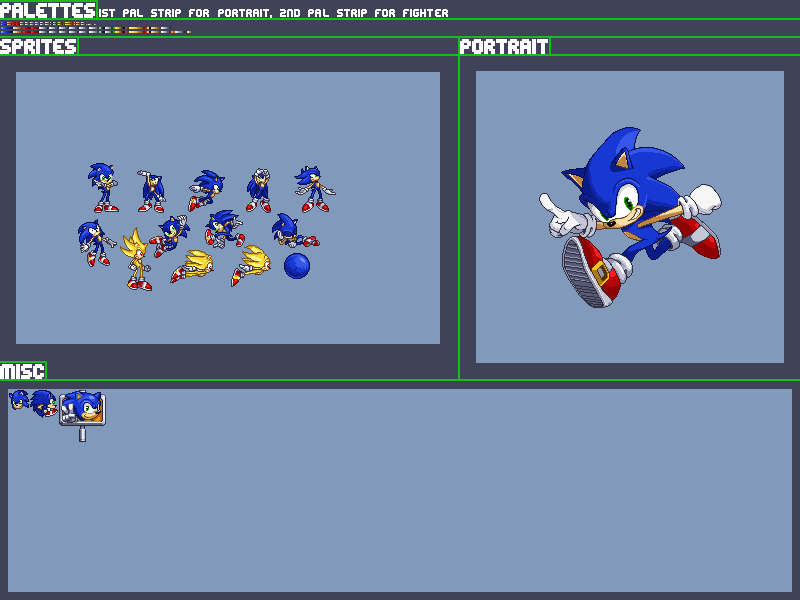 PALETTES 1ST PAL STRIP FOR PORTRAIT, 2ND PAL STRIP FOR FIGHTER
SPRITES
PORTRAIT
MISC